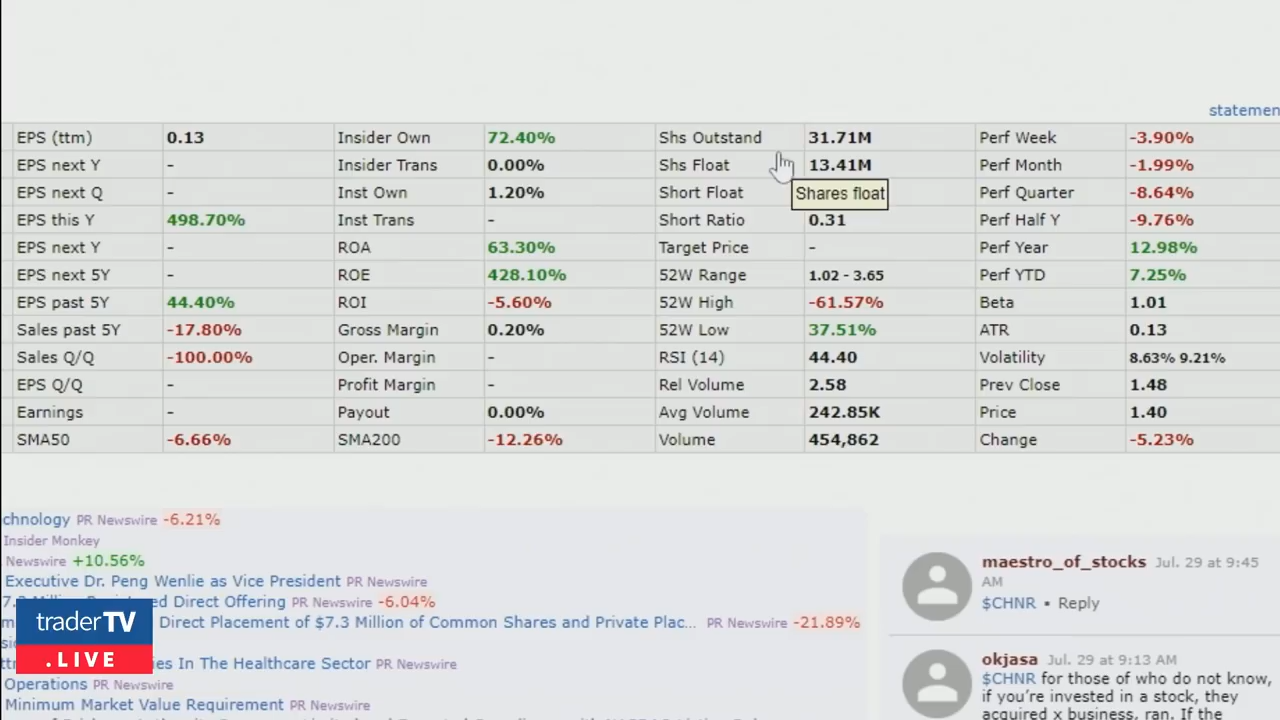 statemen
EPS (ttm) 0.13 Insider Own 72.40% Shs Outstand 31.71M Perf Week -3.90%
EPS next Y - Insider Trans 0.00% Shs Float 13.41M Perf Month -1.99%
EPS next Q - Inst Own 1.20% Short Float Shares float Perf Quarter -8.64%
EPS this Y 498.70% Inst Trans - Short Ratio 0.31 Perf Half Y -9.76%
EPS next Y - ROA 63.30% Target Price - Perf Year 12.98%
EPS next 5Y - ROE 428.10% 52W Range 1.02 - 3.65 Perf YTD 7.25%
EPS past 5Y 44.40% ROI -5.60% 52W High -61.57% Beta 1.01
Sales past 5Y -17.80% Gross Margin 0.20% 52W Low 37.51% ATR 0.13
Sales Q/Q -100.00% Oper. Margin - RSI (14) 44.40 Volatility 8.63% 9.21%
EPS Q/Q - Profit Margin - Rel Volume 2.58 Prev Close 1.48
Earnings - Payout 0.00% Avg Volume 242.85K Price 1.40
SMA50 -6.66% SMA200 -12.26% Volume 454,862 Change -5.23%
chnology PR Newswire -6.21%
Insider Monkey
Newswire +10.56%
Executive Dr. Peng Wenlie as Vice President PR Newswire
Direct Offering PR Newswire -6.04%
Direct Placement of $7.3 Million of Common Shares and Private Plac... PR Newswire -21.89%
In The Healthcare Sector PR Newswire
Operations PR Newswire
Minimum Market Value Requirement PR Newswire
traderTV
.LIVE
maestro_of_stocks Jul. 29 at 9:45
AM
$CHNR • Reply
okjasa Jul. 29 at 9:13 AM
$CHNR for those of who do not know,
if you're invested in a stock, they
acquired x business, ran. If the